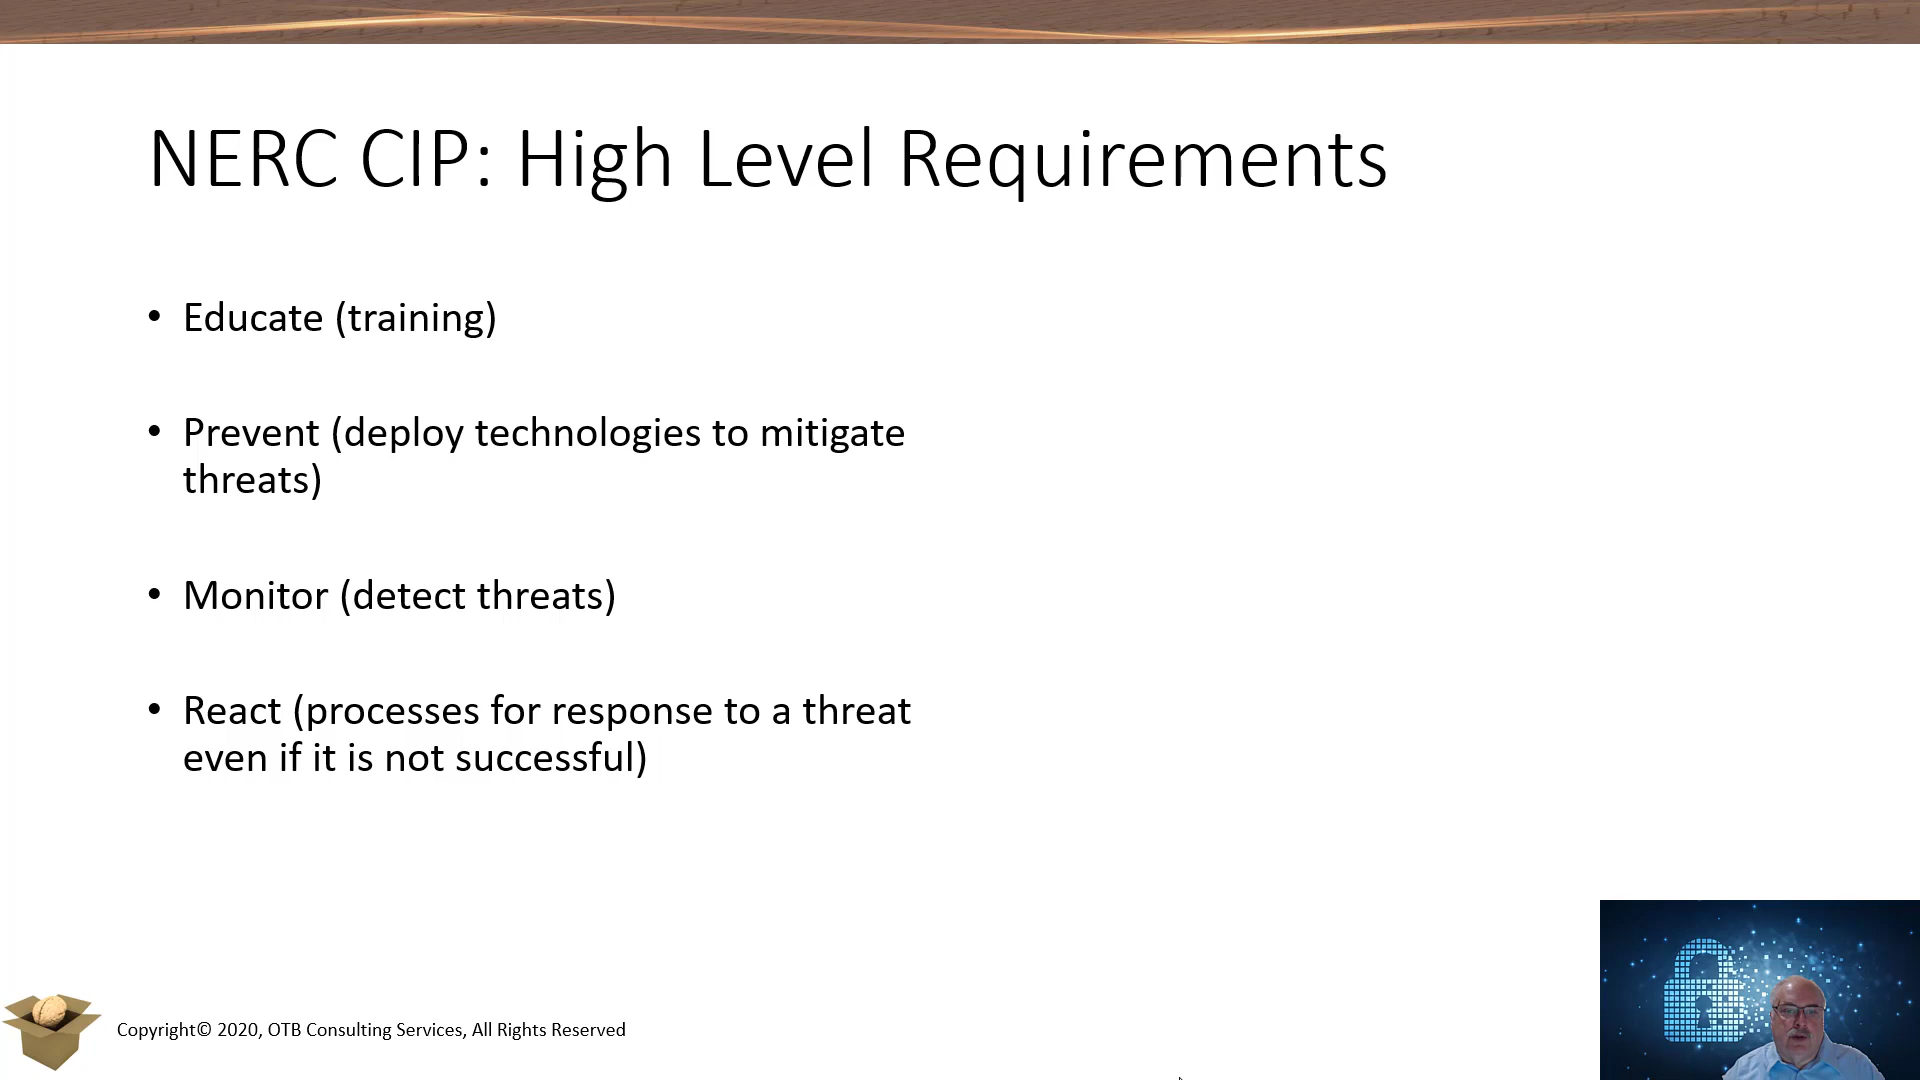 NERC CIP: High Level Requirements
• Educate (training)
• Prevent (deploy technologies to mitigate
threats)
• Monitor (detect threats)
• React (processes for response to a threat
even if it is not successful)
Copyright© 2020, OTB Consulting Services, All Rights Reserved